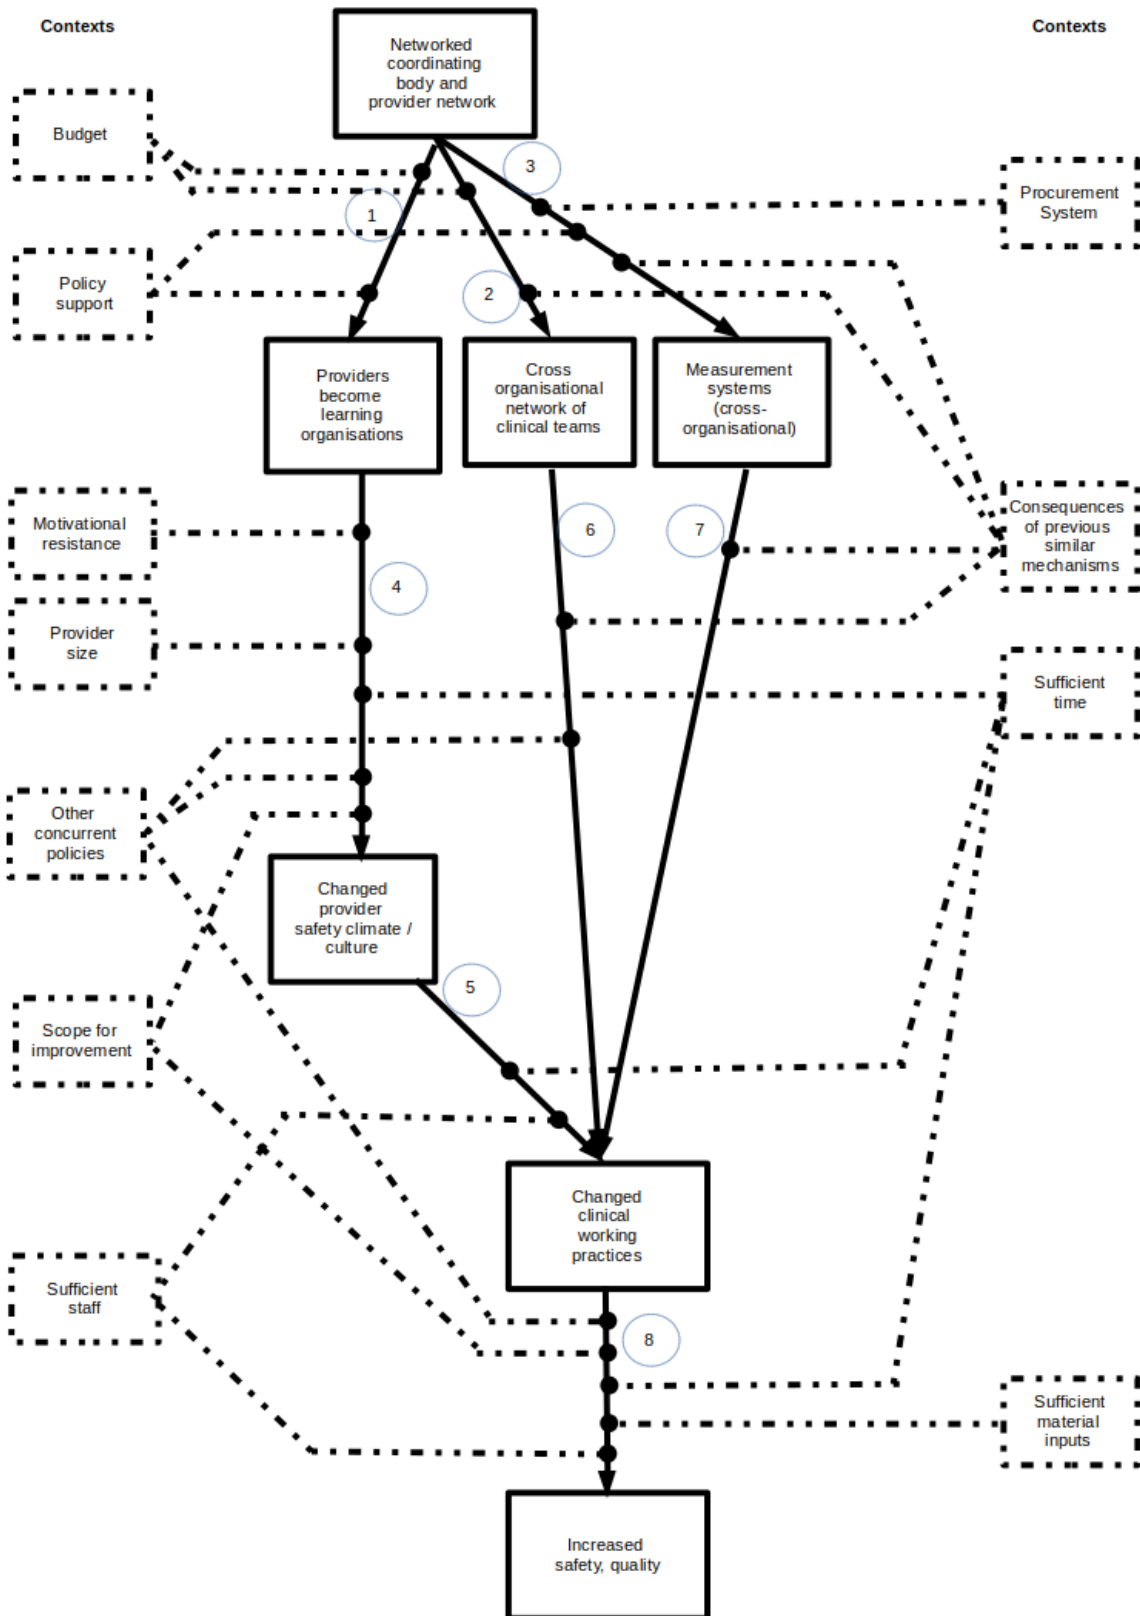 Contexts
Contexts
Networked
coordinating
body and
provider network
Budget
3
Procurement
System
1
Policy
support
2
Providers
become
learning
organisations
Cross
organisational
network of
clinical teams
Measurement
systems
(cross-
organisational)
Motivational
resistance
6
7
Consequences
of previous
similar
mechanisms
4
Provider
size
Sufficient
time
Other
concurrent
policies
Changed
provider
safety climate /
culture
5
Scope for
improvement
Changed
clinical
working
practices
Sufficient
staff
8
Sufficient
material
inputs
Increased
safety, quality